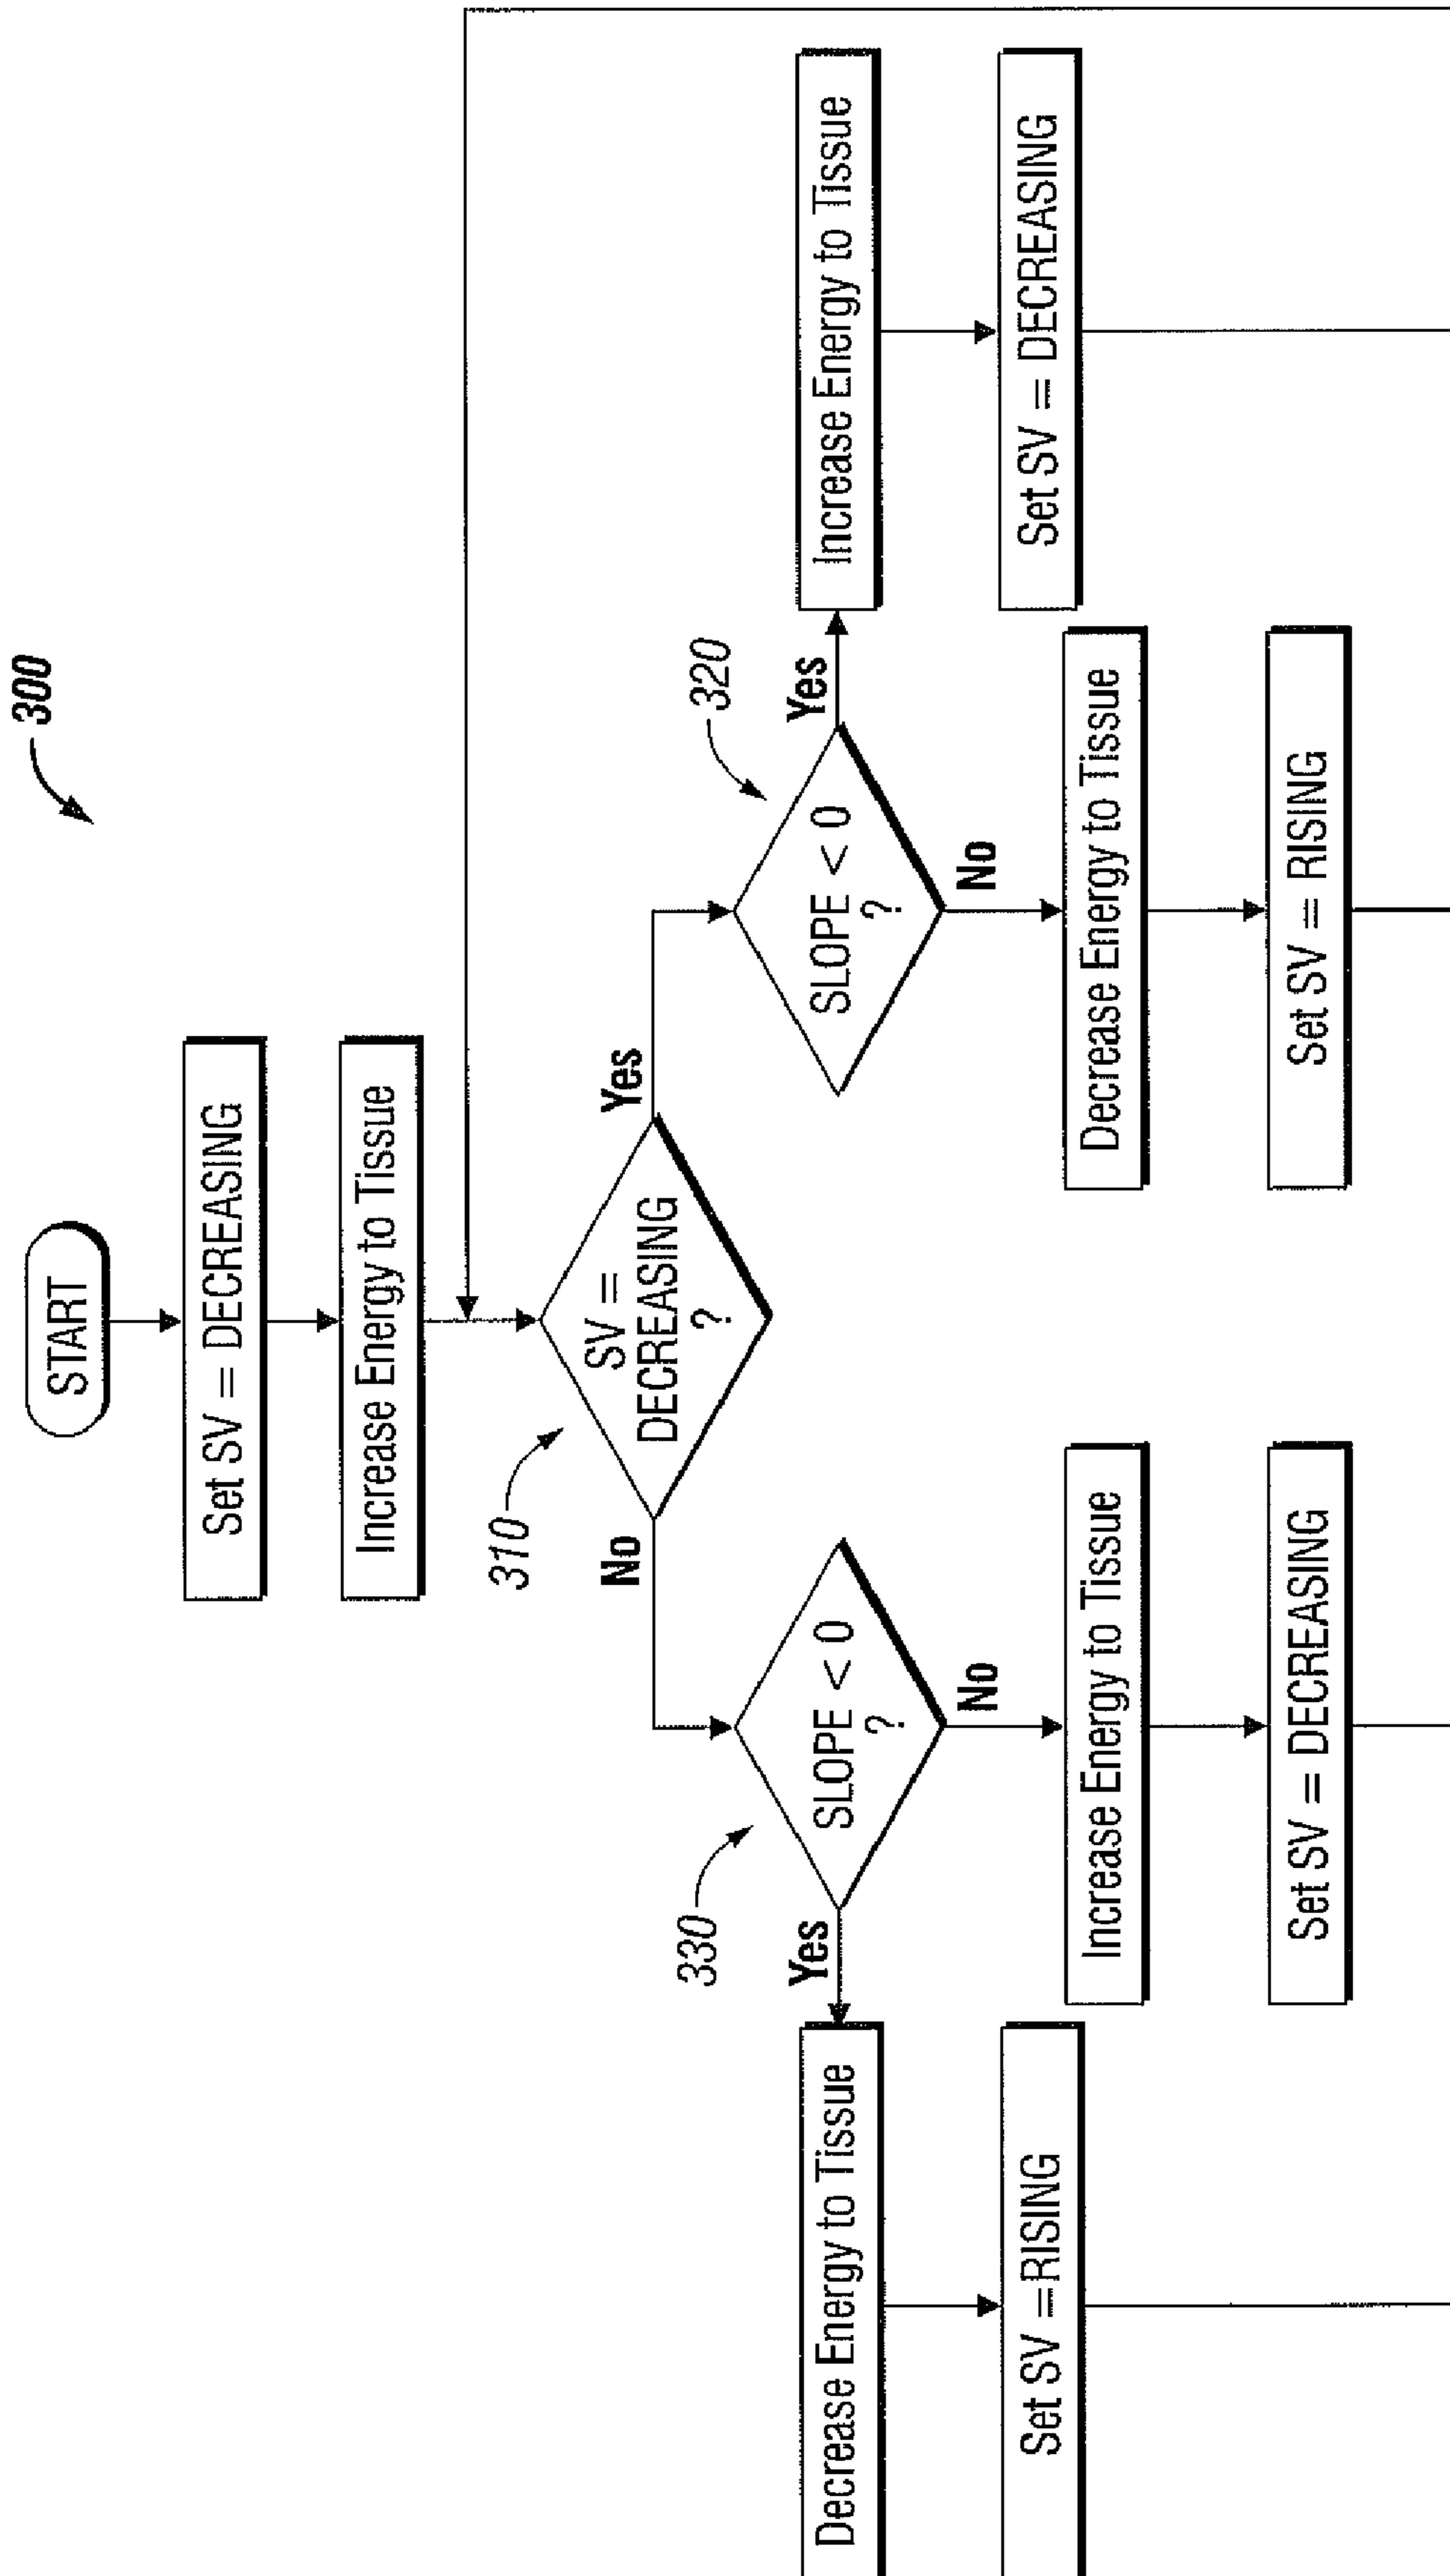 300
START
Set SV = DECREASING
Increase Energy to Tissue
310
SV =
DECREASING
?
No
Yes
330
SLOPE < 0
?
Yes
No
320
SLOPE < 0
?
Yes
No
Decrease Energy to Tissue
Set SV =RISING
Increase Energy to Tissue
Set SV = DECREASING
Decrease Energy to Tissue
Set SV = RISING
Increase Energy to Tissue
Set SV = DECREASING